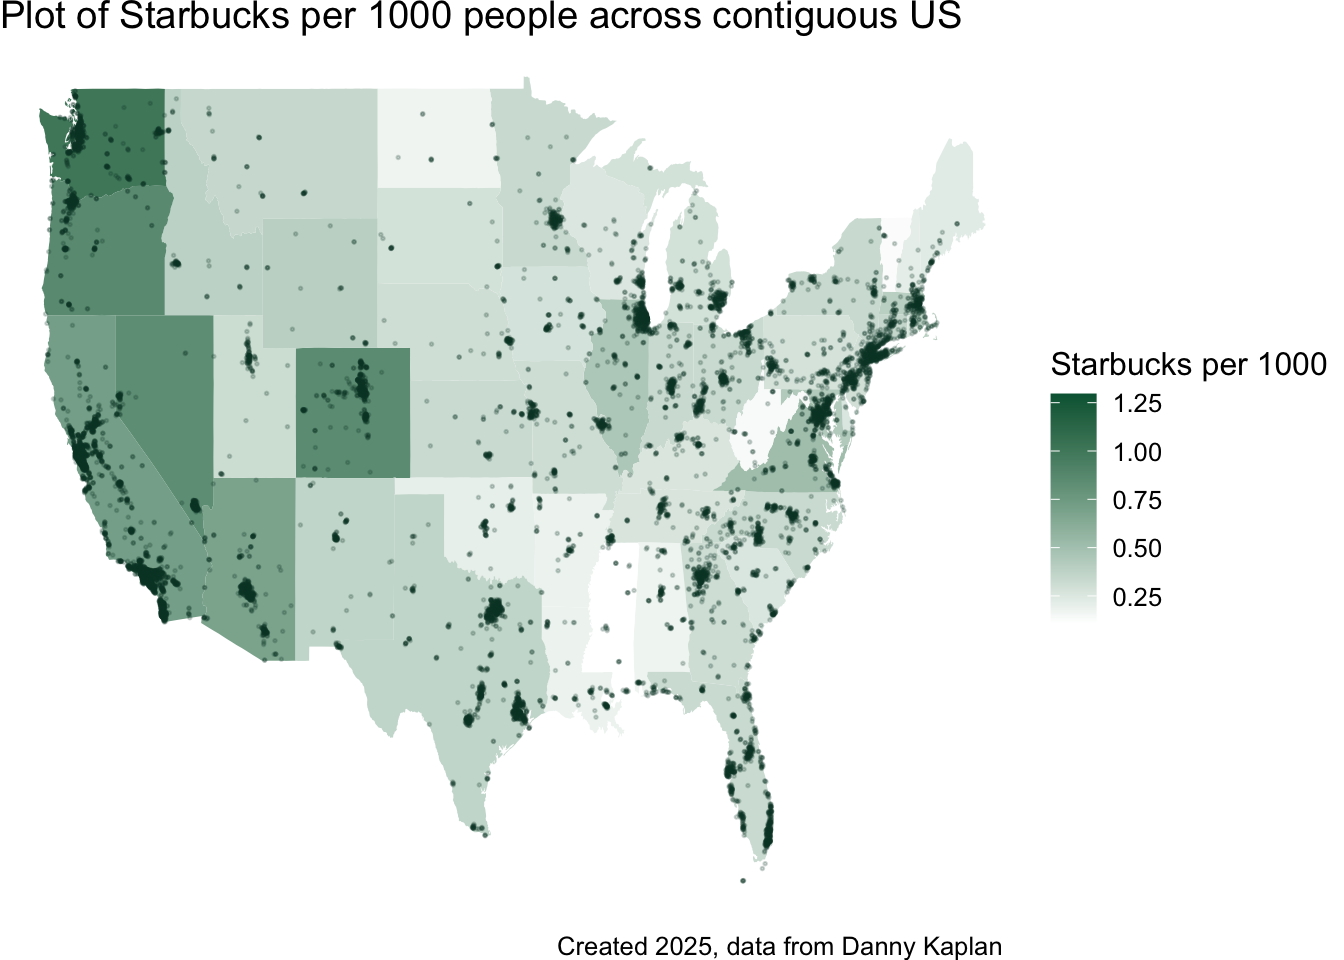 Plot of Starbucks per 1000 people across contiguous US
Starbucks per 1000
1.25
1.00
0.75
0.50
0.25
Created 2025, data from Danny Kaplan